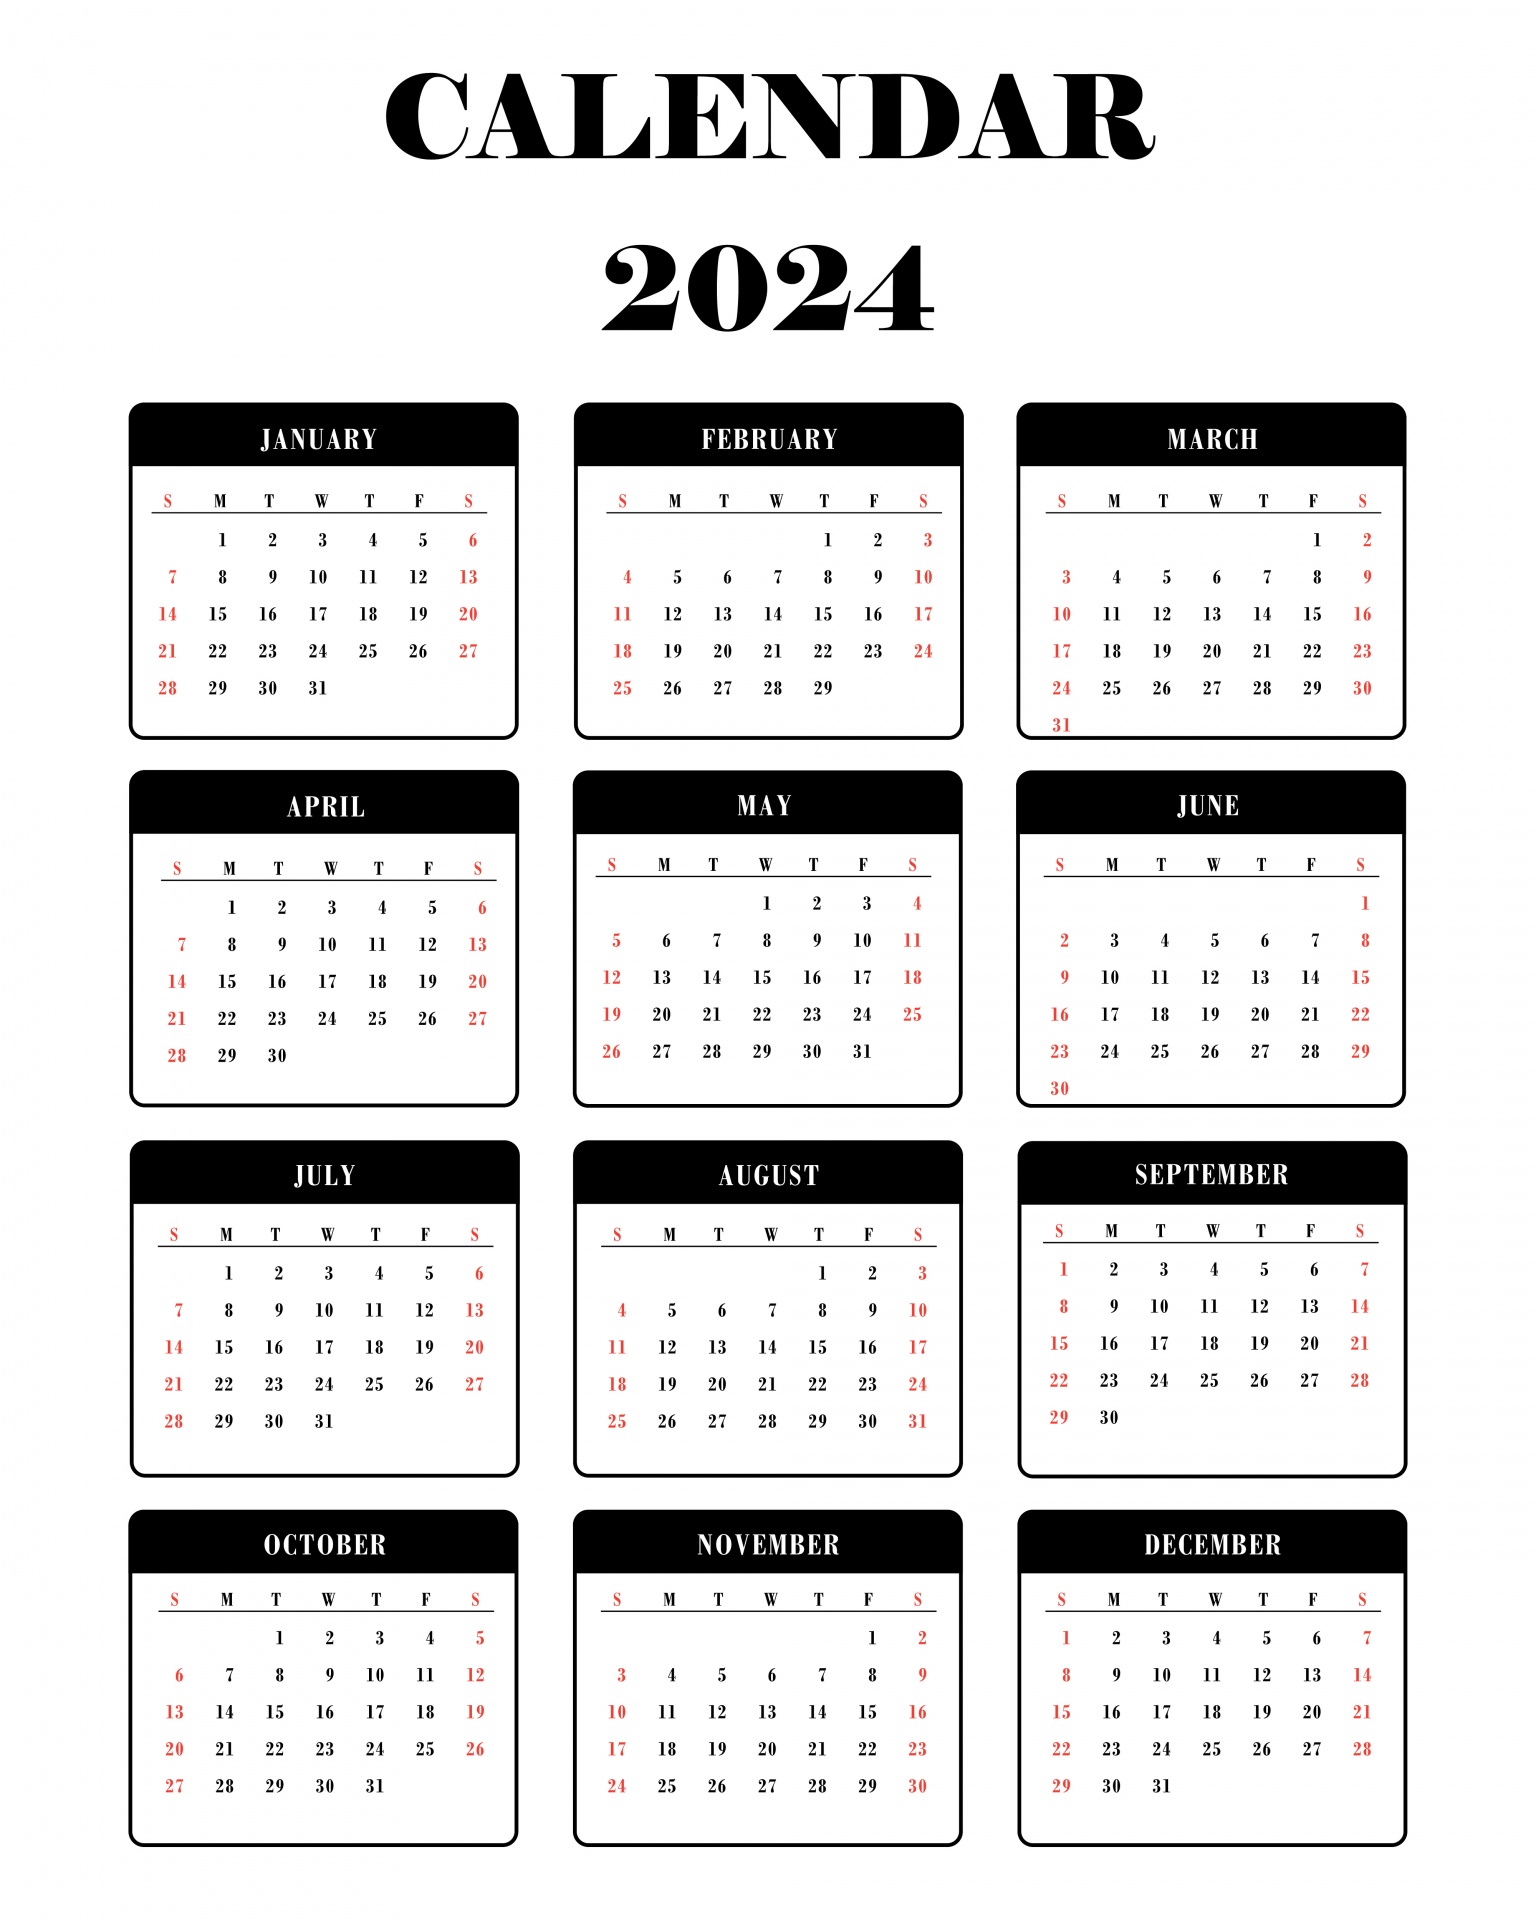 CALENDAR
2024
JANUARY
S M T W T F S
1 2 3 4 5 6
7 8 9 10 11 12 13
14 15 16 17 18 19 20
21 22 23 24 25 26 27
28 29 30 31
FEBRUARY
S M T W T F S
1 2 3
4 5 6 7 8 9 10
11 12 13 14 15 16 17
18 19 20 21 22 23 24
25 26 27 28 29
MARCH
S M T W T F S
1 2
3 4 5 6 7 8 9
10 11 12 13 14 15 16
17 18 19 20 21 22 23
24 25 26 27 28 29 30
31
APRIL
S M T W T F S
1 2 3 4 5 6
7 8 9 10 11 12 13
14 15 16 17 18 19 20
21 22 23 24 25 26 27
28 29 30
MAY
S M T W T F S
1 2 3 4
5 6 7 8 9 10 11
12 13 14 15 16 17 18
19 20 21 22 23 24 25
26 27 28 29 30 31
JUNE
S M T W T F S
1
2 3 4 5 6 7 8
9 10 11 12 13 14 15
16 17 18 19 20 21 22
23 24 25 26 27 28 29
30
JULY
S M T W T F S
1 2 3 4 5 6
7 8 9 10 11 12 13
14 15 16 17 18 19 20
21 22 23 24 25 26 27
28 29 30 31
AUGUST
S M T W T F S
1 2 3
4 5 6 7 8 9 10
11 12 13 14 15 16 17
18 19 20 21 22 23 24
25 26 27 28 29 30 31
SEPTEMBER
S M T W T F S
1 2 3 4 5 6 7
8 9 10 11 12 13 14
15 16 17 18 19 20 21
22 23 24 25 26 27 28
29 30
OCTOBER
S M T W T F S
1 2 3 4 5
6 7 8 9 10 11 12
13 14 15 16 17 18 19
20 21 22 23 24 25 26
27 28 29 30 31
NOVEMBER
S M T W T F S
1 2
3 4 5 6 7 8 9
10 11 12 13 14 15 16
17 18 19 20 21 22 23
24 25 26 27 28 29 30
DECEMBER
S M T W T F S
1 2 3 4 5 6 7
8 9 10 11 12 13 14
15 16 17 18 19 20 21
22 23 24 25 26 27 28
29 30 31